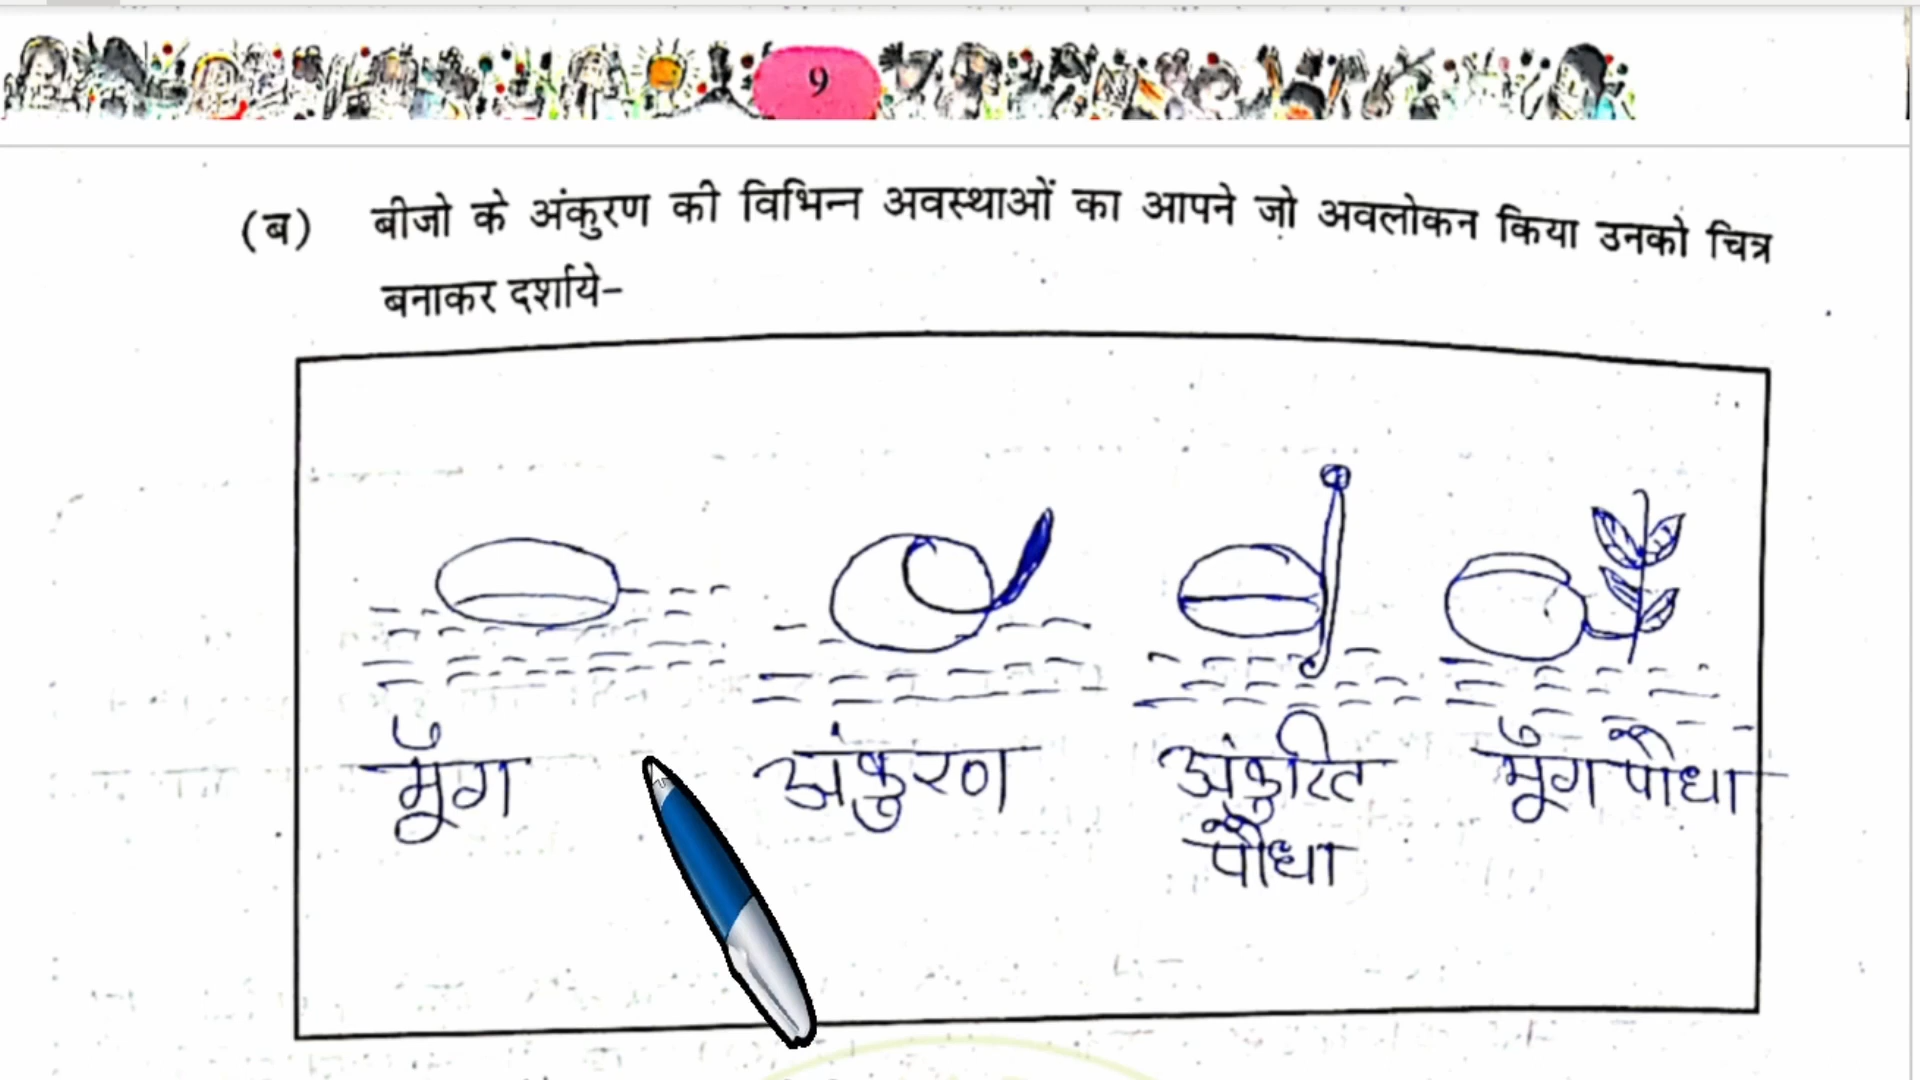 9
(ब) बीजो के अंकुरण की विभिन्न अवस्थाओं का आपने जो अवलोकन किया उनको चित्र
बनाकर दर्शाये-
मूँग अंकुरण अंकुरित मूँग पौधा
पौधा